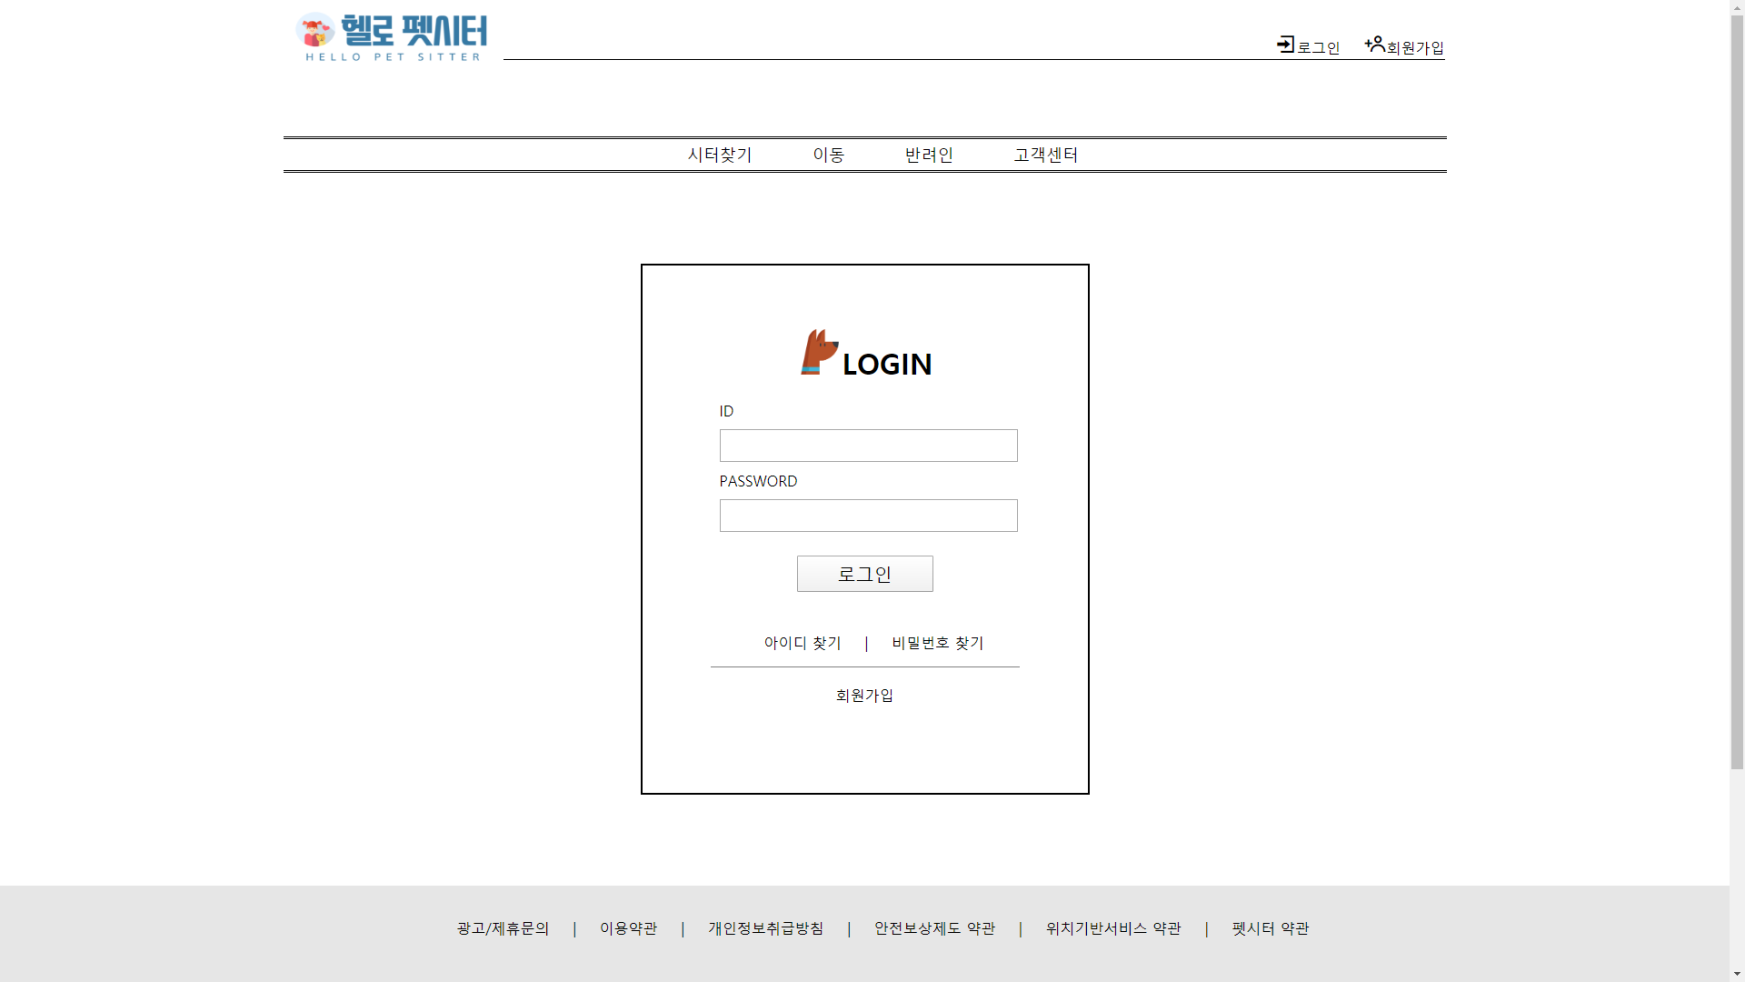 헬로 펫시터
HELLO PET SITTER
로그인 회원가입
시터찾기 이동 반려인 고객센터
LOGIN
ID
PASSWORD
로그인
아이디 찾기 | 비밀번호 찾기
회원가입
광고/제휴문의 | 이용약관 | 개인정보취급방침 | 안전보상제도 약관 | 위치기반서비스 약관 | 펫시터 약관